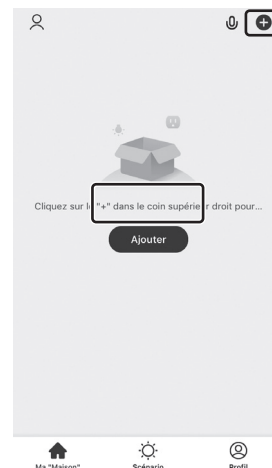 Cliquez sur le "+" dans le coin supérieur droit pour...
Ajouter
Ma "Maison"
Scénario
Profil